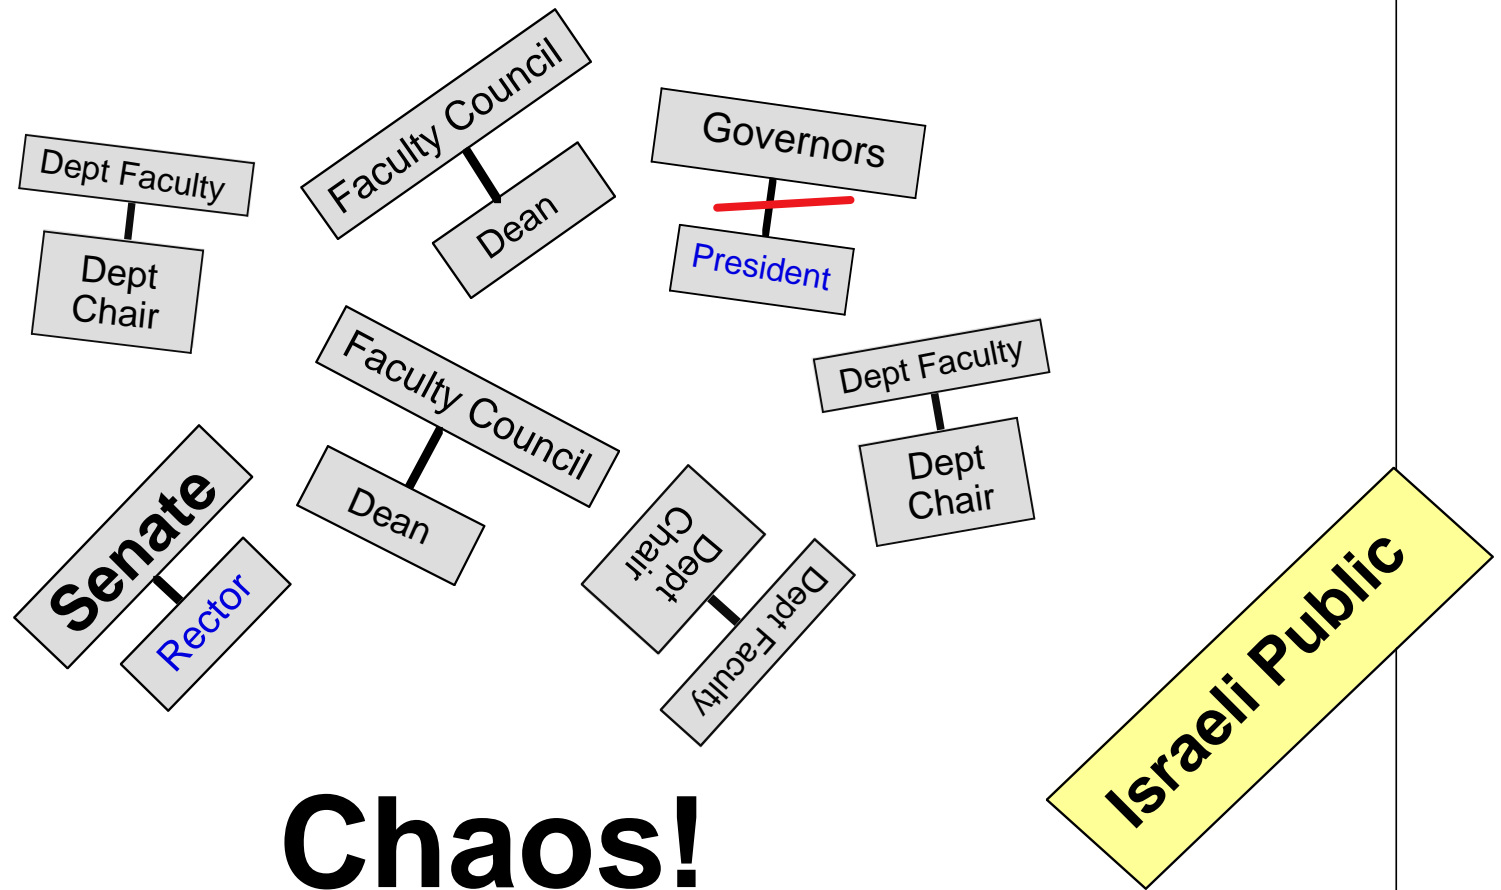 Faculty Council
Dean
Governors
President
Dept Faculty
Dept
Chair
Faculty Council
Dean
Dept Faculty
Dept
Chair
Senate
Rector
Dept
Chair
Dept Faculty
Israeli Public
Chaos!